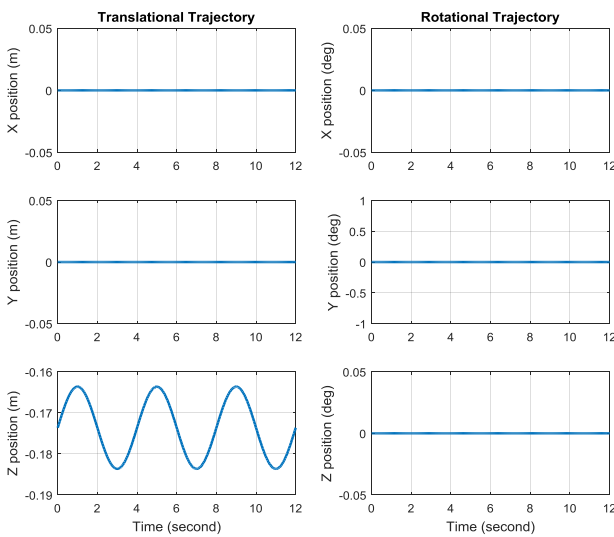 Translational Trajectory
Rotational Trajectory
0.05
0
-0.05
X position (m)
0 2 4 6 8 10 12
0.05
0
-0.05
X position (deg)
0 2 4 6 8 10 12
0.05
0
-0.05
Y position (m)
0 2 4 6 8 10 12
1
0.5
0
-0.5
-1
Y position (deg)
0 2 4 6 8 10 12
-0.16
-0.17
-0.18
-0.19
Z position (m)
0 2 4 6 8 10 12
Time (second)
0.05
0
-0.05
Z position (deg)
0 2 4 6 8 10 12
Time (second)